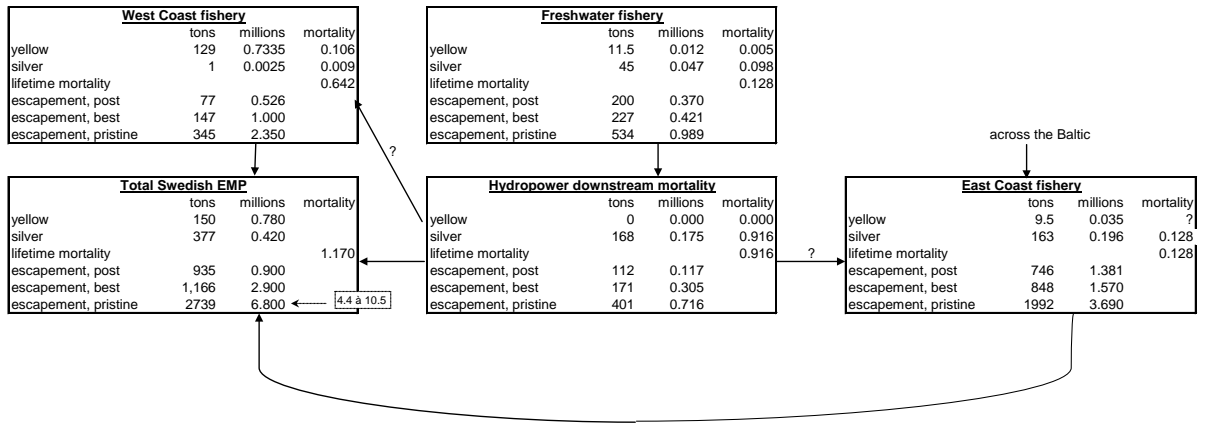 West Coast fishery
tons millions mortality
yellow 129 0.7335 0.106
silver 1 0.0025 0.009
lifetime mortality 0.642
escapement, post 77 0.526
escapement, best 147 1.000
escapement, pristine 345 2.350
Freshwater fishery
tons millions mortality
yellow 11.5 0.012 0.005
silver 45 0.047 0.098
lifetime mortality 0.128
escapement, post 200 0.370
escapement, best 227 0.421
escapement, pristine 534 0.989
?
across the Baltic
Total Swedish EMP
tons millions mortality
yellow 150 0.780
silver 377 0.420
lifetime mortality 1.170
escapement, post 935 0.900
escapement, best 1,166 2.900
escapement, pristine 2739 6.800
4.4 à 10.5
Hydropower downstream mortality
tons millions mortality
yellow 0 0.000 0.000
silver 168 0.175 0.916
lifetime mortality 0.916
escapement, post 112 0.117
escapement, best 171 0.305
escapement, pristine 401 0.716
?
East Coast fishery
tons millions mortality
yellow 9.5 0.035 ?
silver 163 0.196 0.128
lifetime mortality 0.128
escapement, post 746 1.381
escapement, best 848 1.570
escapement, pristine 1992 3.690